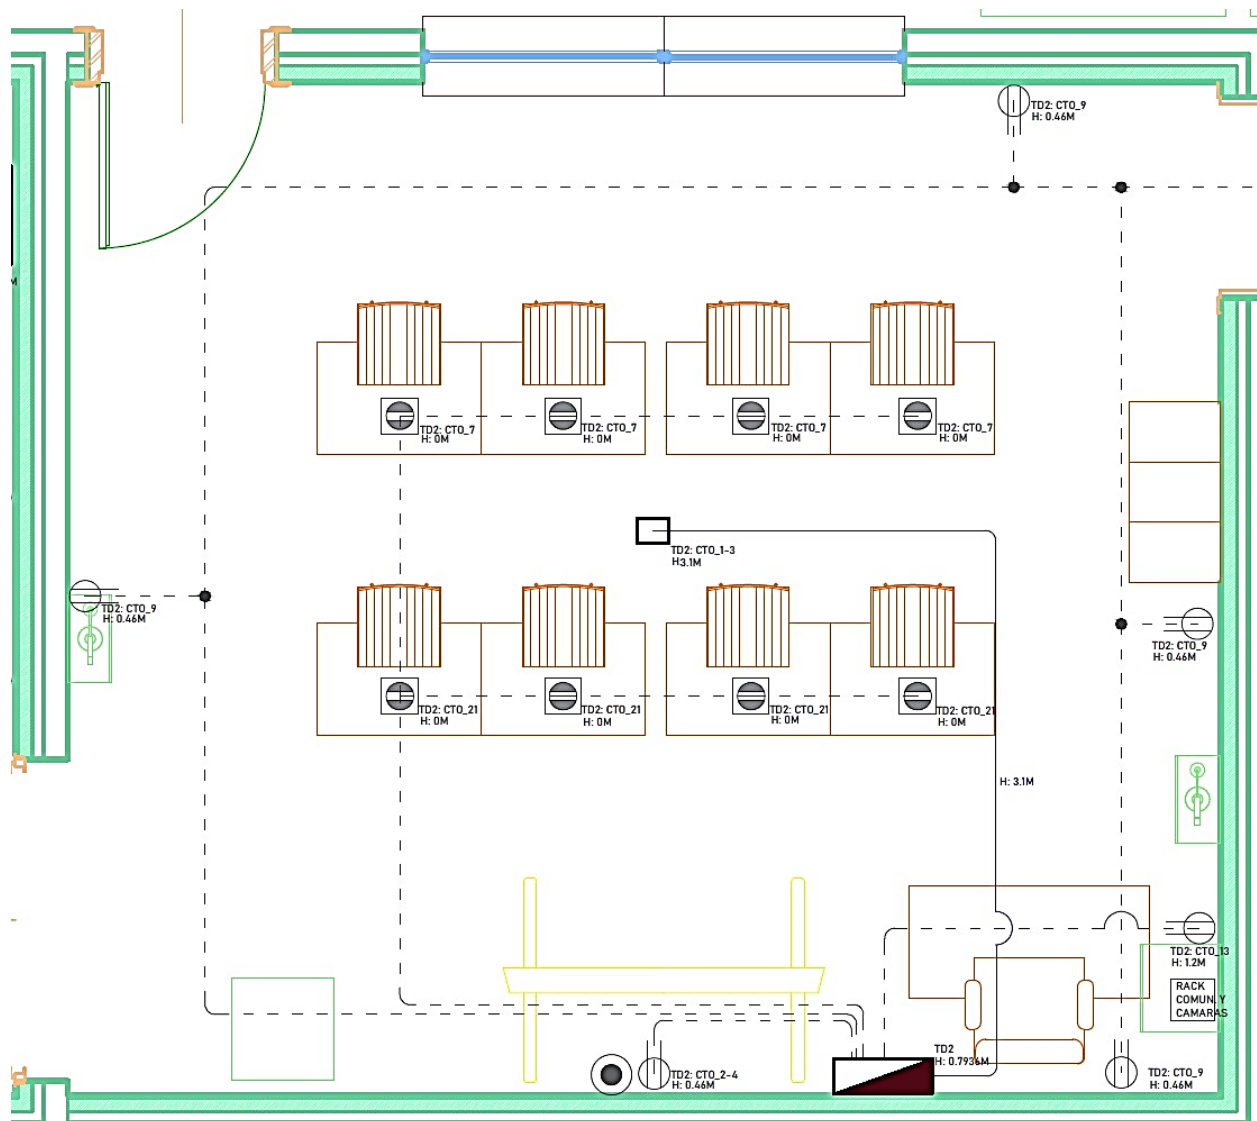 TD2: CTO_9
H: 0.46M
M
TD2: CTO_7
H: 0M
TD2: CTO_7
H: 0M
TD2: CTO_7
H: 0M
TD2: CTO_7
H: 0M
TD2: CTO_1-3
H3.1M
TD2: CTO_9
H: 0.46M
TD2: CTO_9
H: 0.46M
TD2: CTO_21
H: 0M
TD2: CTO_21
H: 0M
TD2: CTO_21
H: 0M
TD2: CTO_21
H: 0M
H: 3.1M
TD2: CTO_13
H: 1.2M
RACK
COMUN. Y
CAMARAS
TD2
H: 0.7936M
TD2: CTO_2-4
H: 0.46M
TD2: CTO_9
H: 0.46M